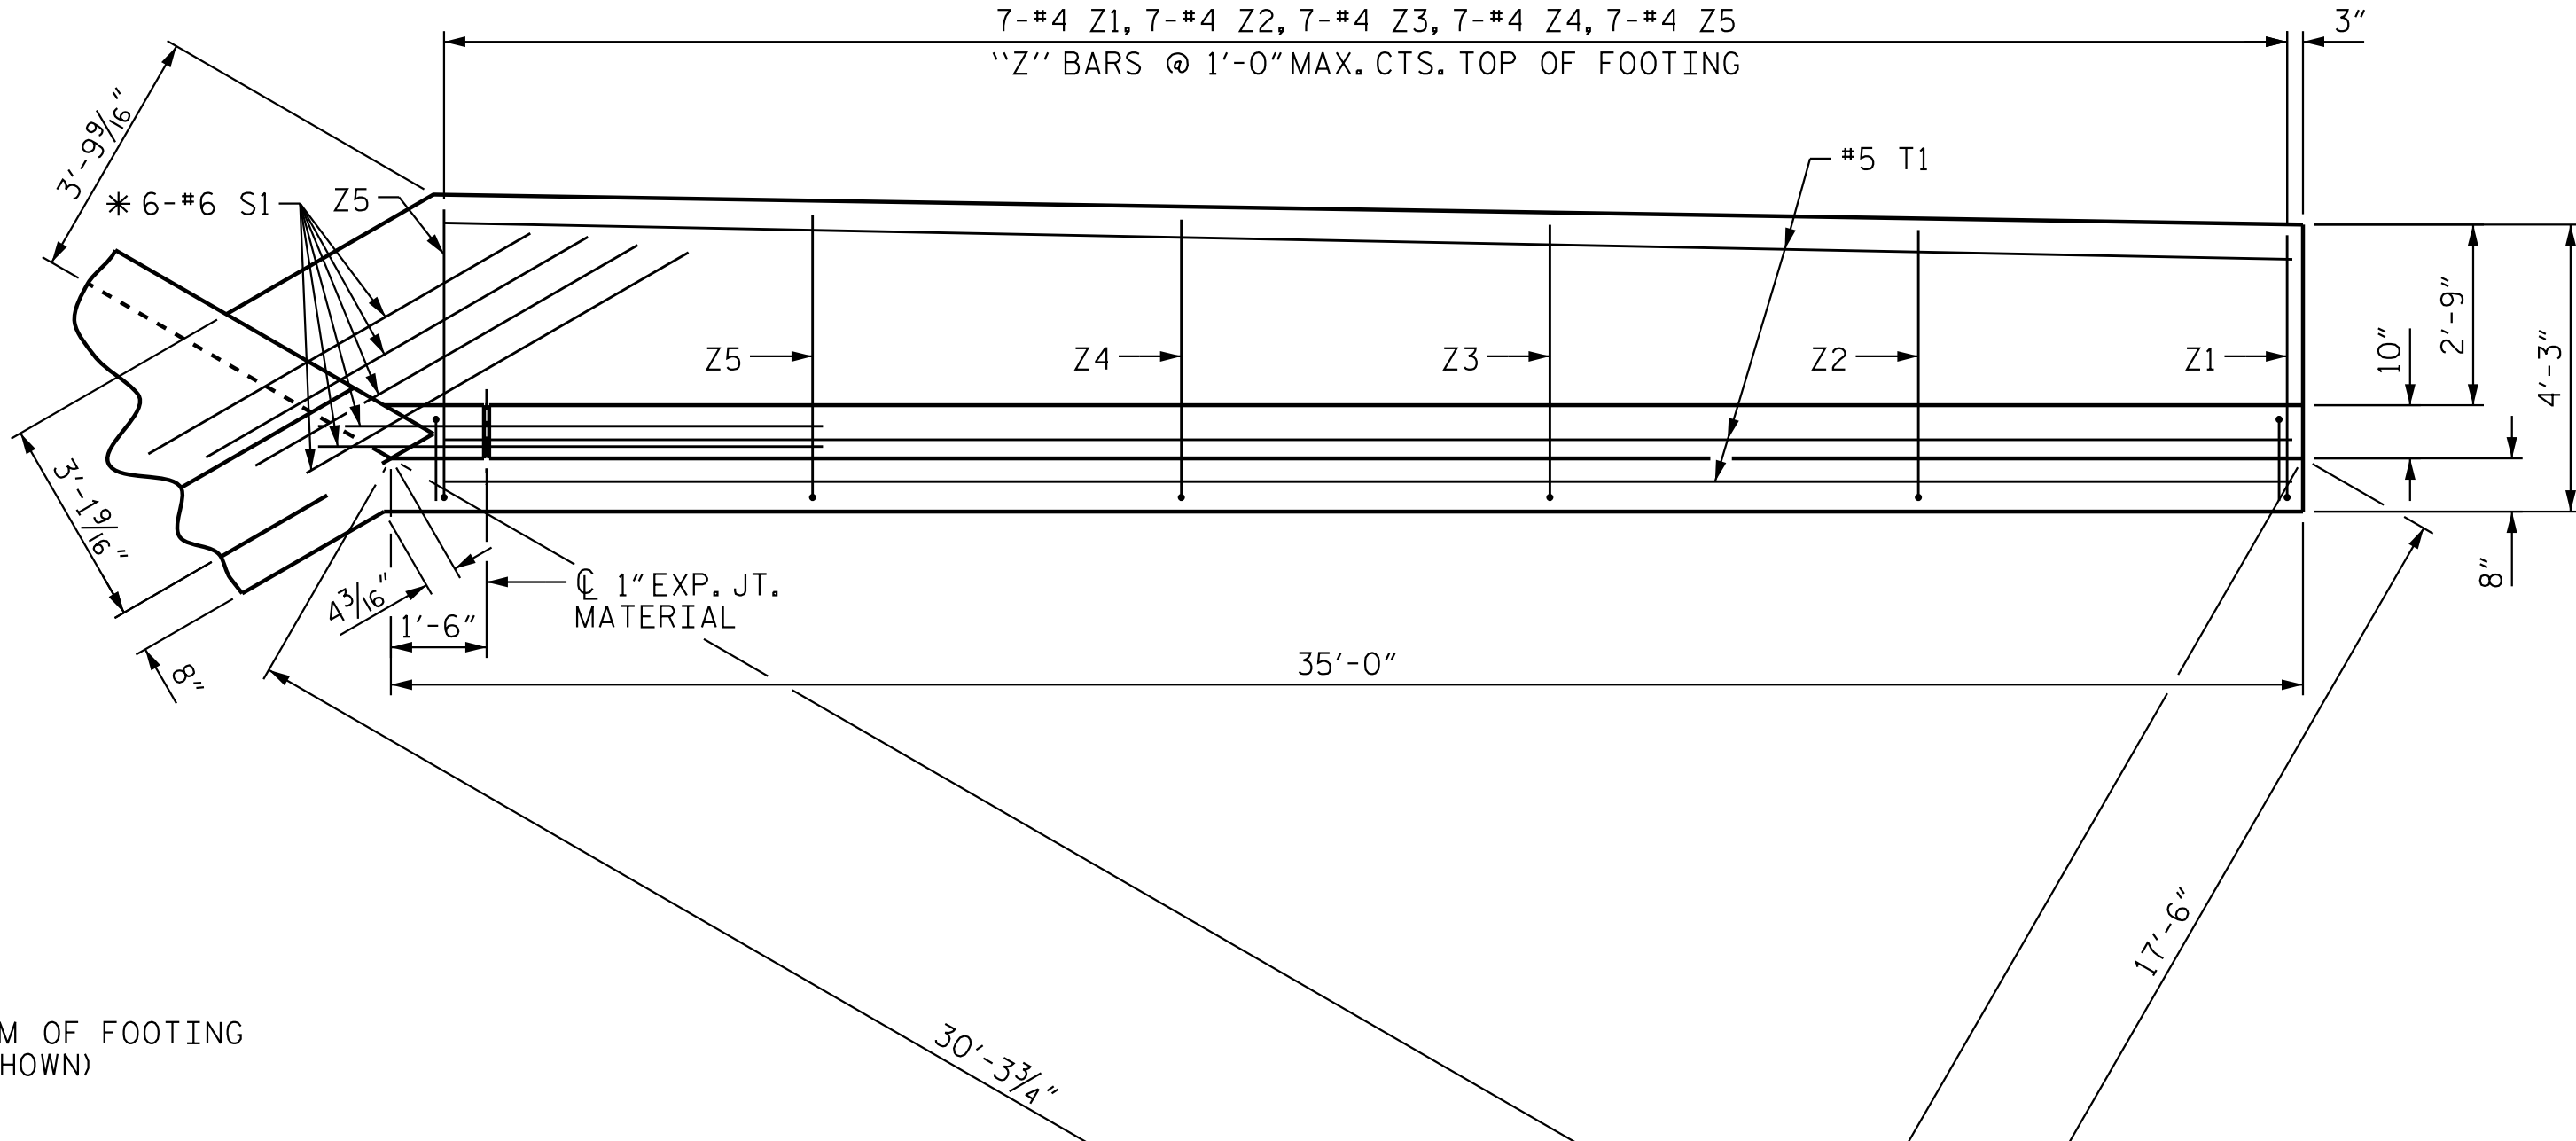 7-#4 Z1, 7-#4 Z2, 7-#4 Z3, 7-#4 Z4, 7-#4 Z5
3"
"Z" BARS @ 1'-0" MAX. CTS. TOP OF FOOTING
3'-9 9/16"
#5 T1
* 6-#6 S1
Z5
Z5
Z4
Z3
Z2
Z1
10"
2'-9"
4'-3"
3'-1 9/16"
8"
4 3/16"
1'-6"
℄ 1" EXP. JT.
MATERIAL
8"
35'-0"
17'-6"
30'-3 3/4"
M OF FOOTING
HOWN)